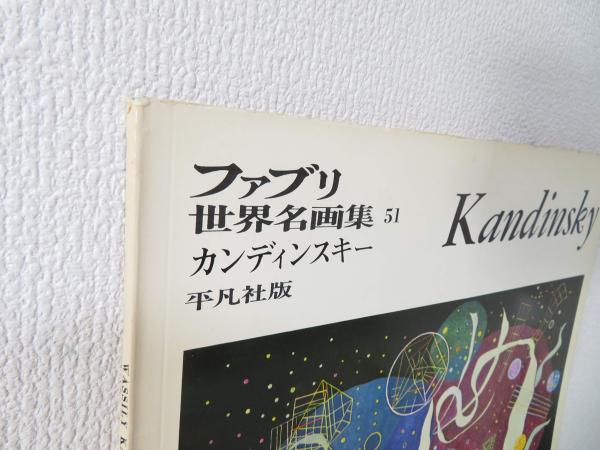 ファブリ
世界名画集 51
カンディンスキー
平凡社版
Kandinsky
WASSILY K